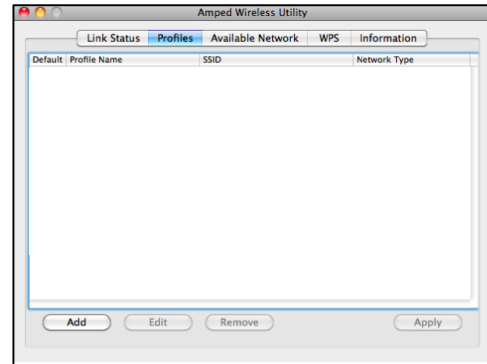 Amped Wireless Utility
Link Status Profiles Available Network WPS Information
Default Profile Name SSID Network Type
Add Edit Remove Apply